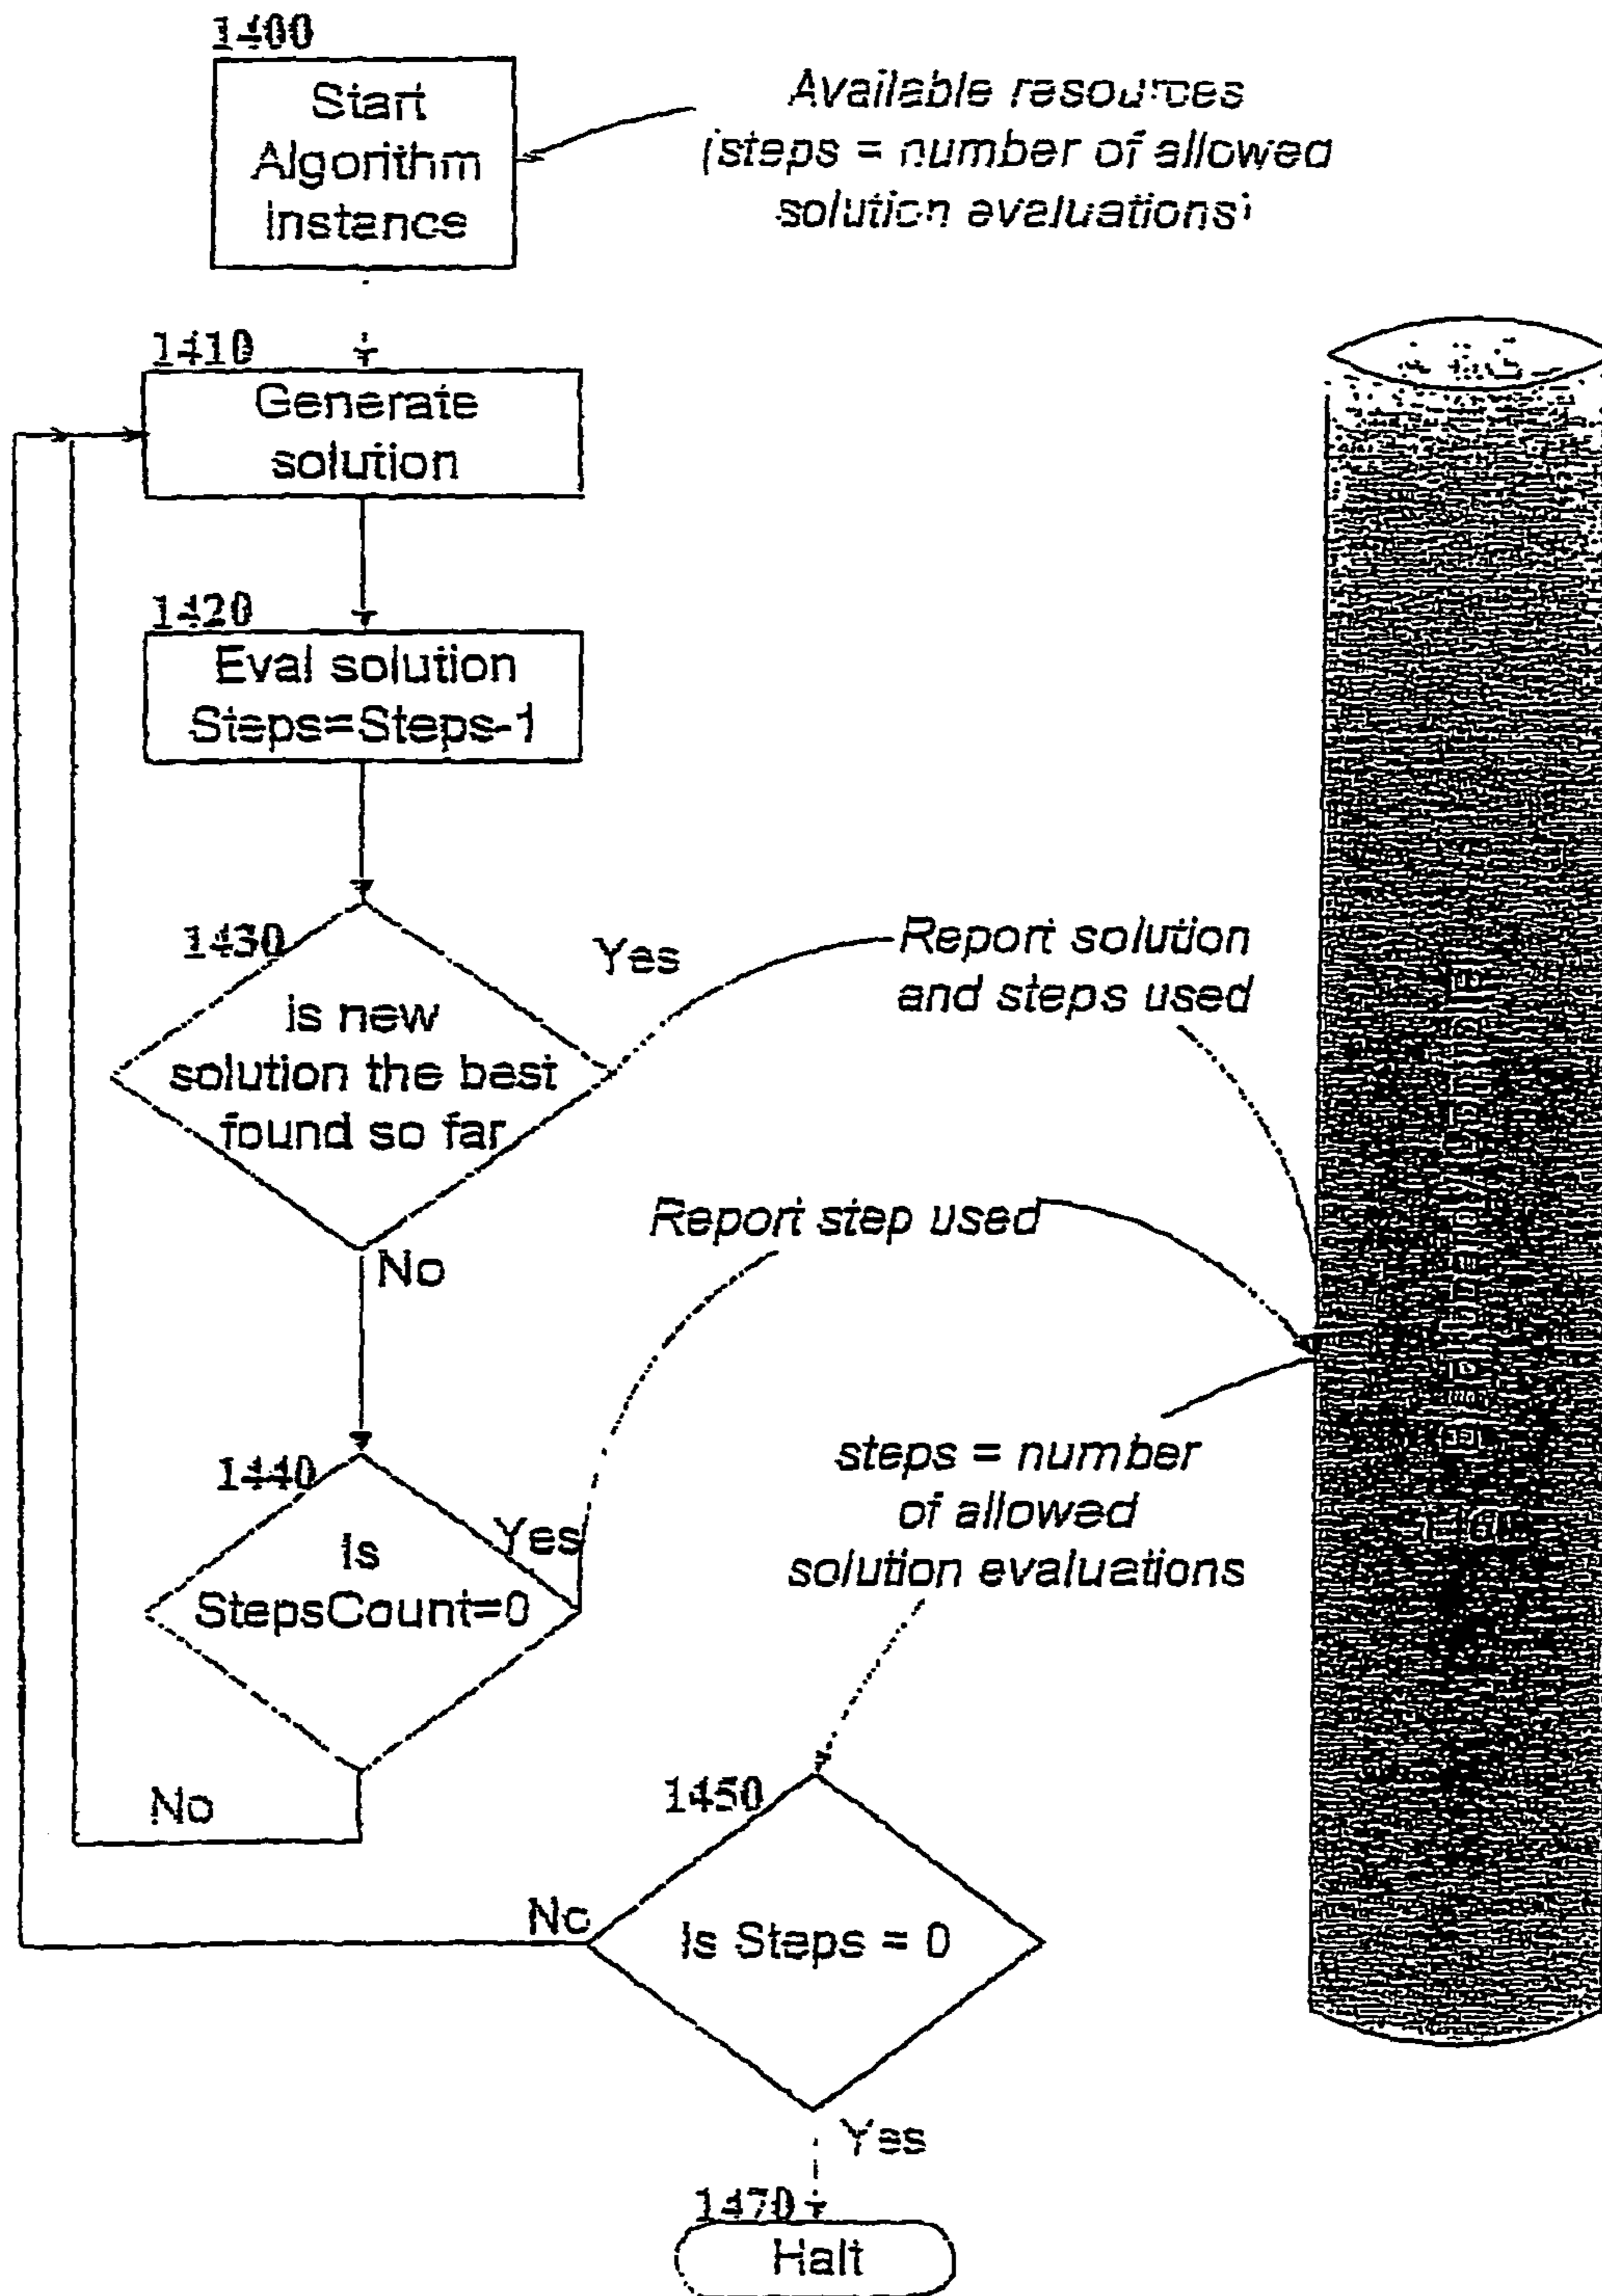 1400
Start
Algorithm
Instance
Available resources
(steps = number of allowed
solution evaluations)
1410
Generate
solution
1420
Eval solution
Steps=Steps-1
1430
Yes
is new
solution the best
found so far
No
Report solution
and steps used
Report step used
1440
Yes
is
StepsCount=0
No
steps = number
of allowed
solution evaluations
1450
No
Is Steps = 0
Yes
1470
Halt